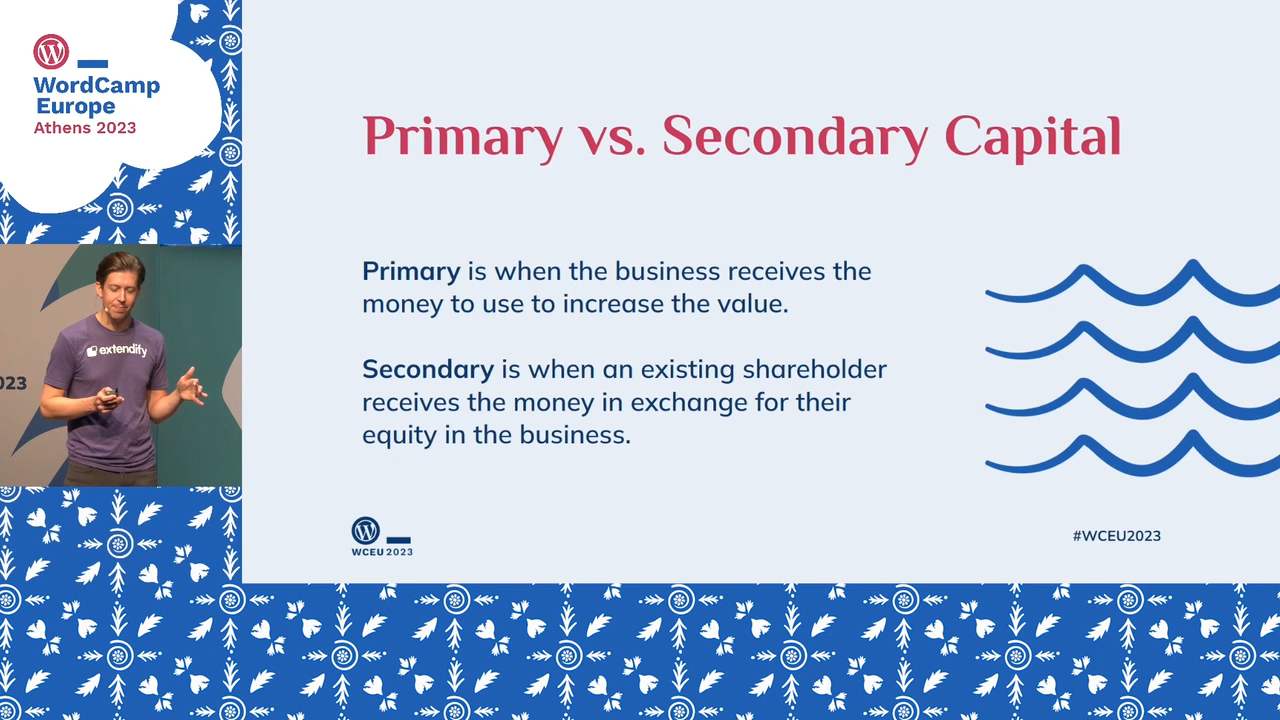 WordCamp
Europe
Athens 2023
Primary vs. Secondary Capital
Primary is when the business receives the
money to use to increase the value.
Secondary is when an existing shareholder
receives the money in exchange for their
equity in the business.
extendify
023
WCEU 2023
#WCEU2023